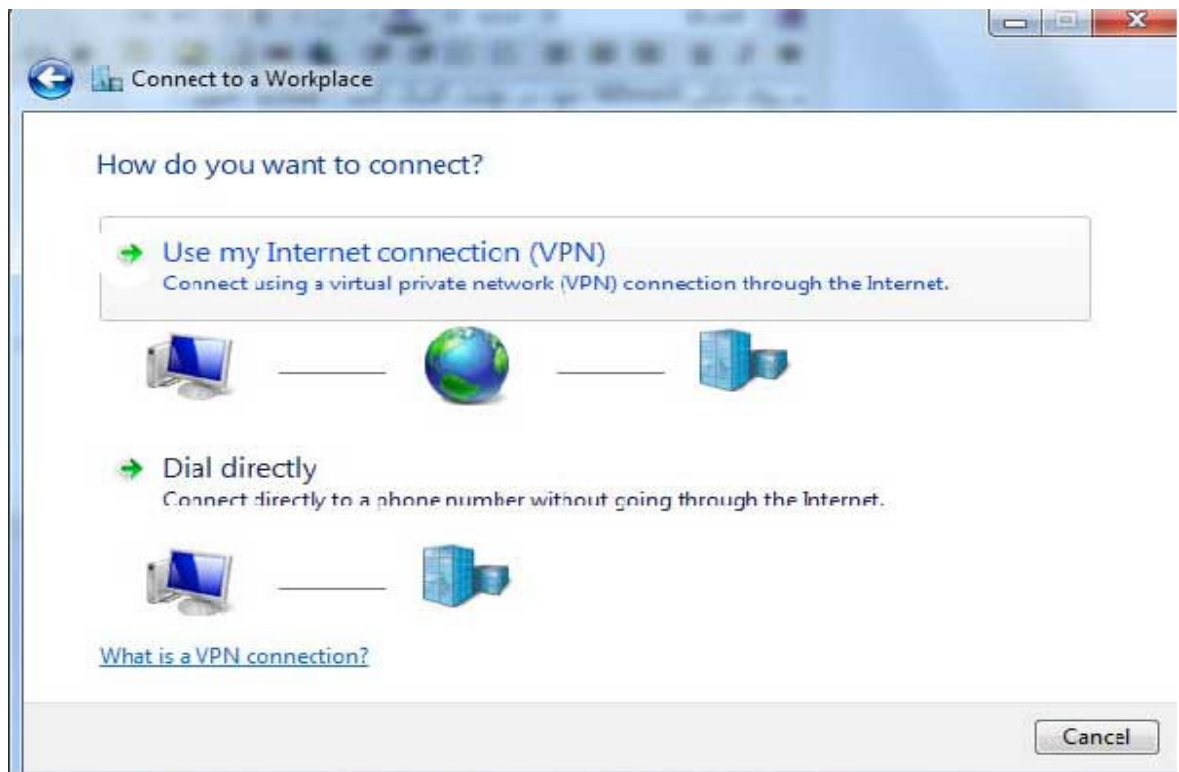 Connect to a Workplace
How do you want to connect?
Use my Internet connection (VPN)
Connect using a virtual private network (VPN) connection through the Internet.
Dial directly
Connect directly to a phone number without going through the Internet.
What is a VPN connection?
Cancel